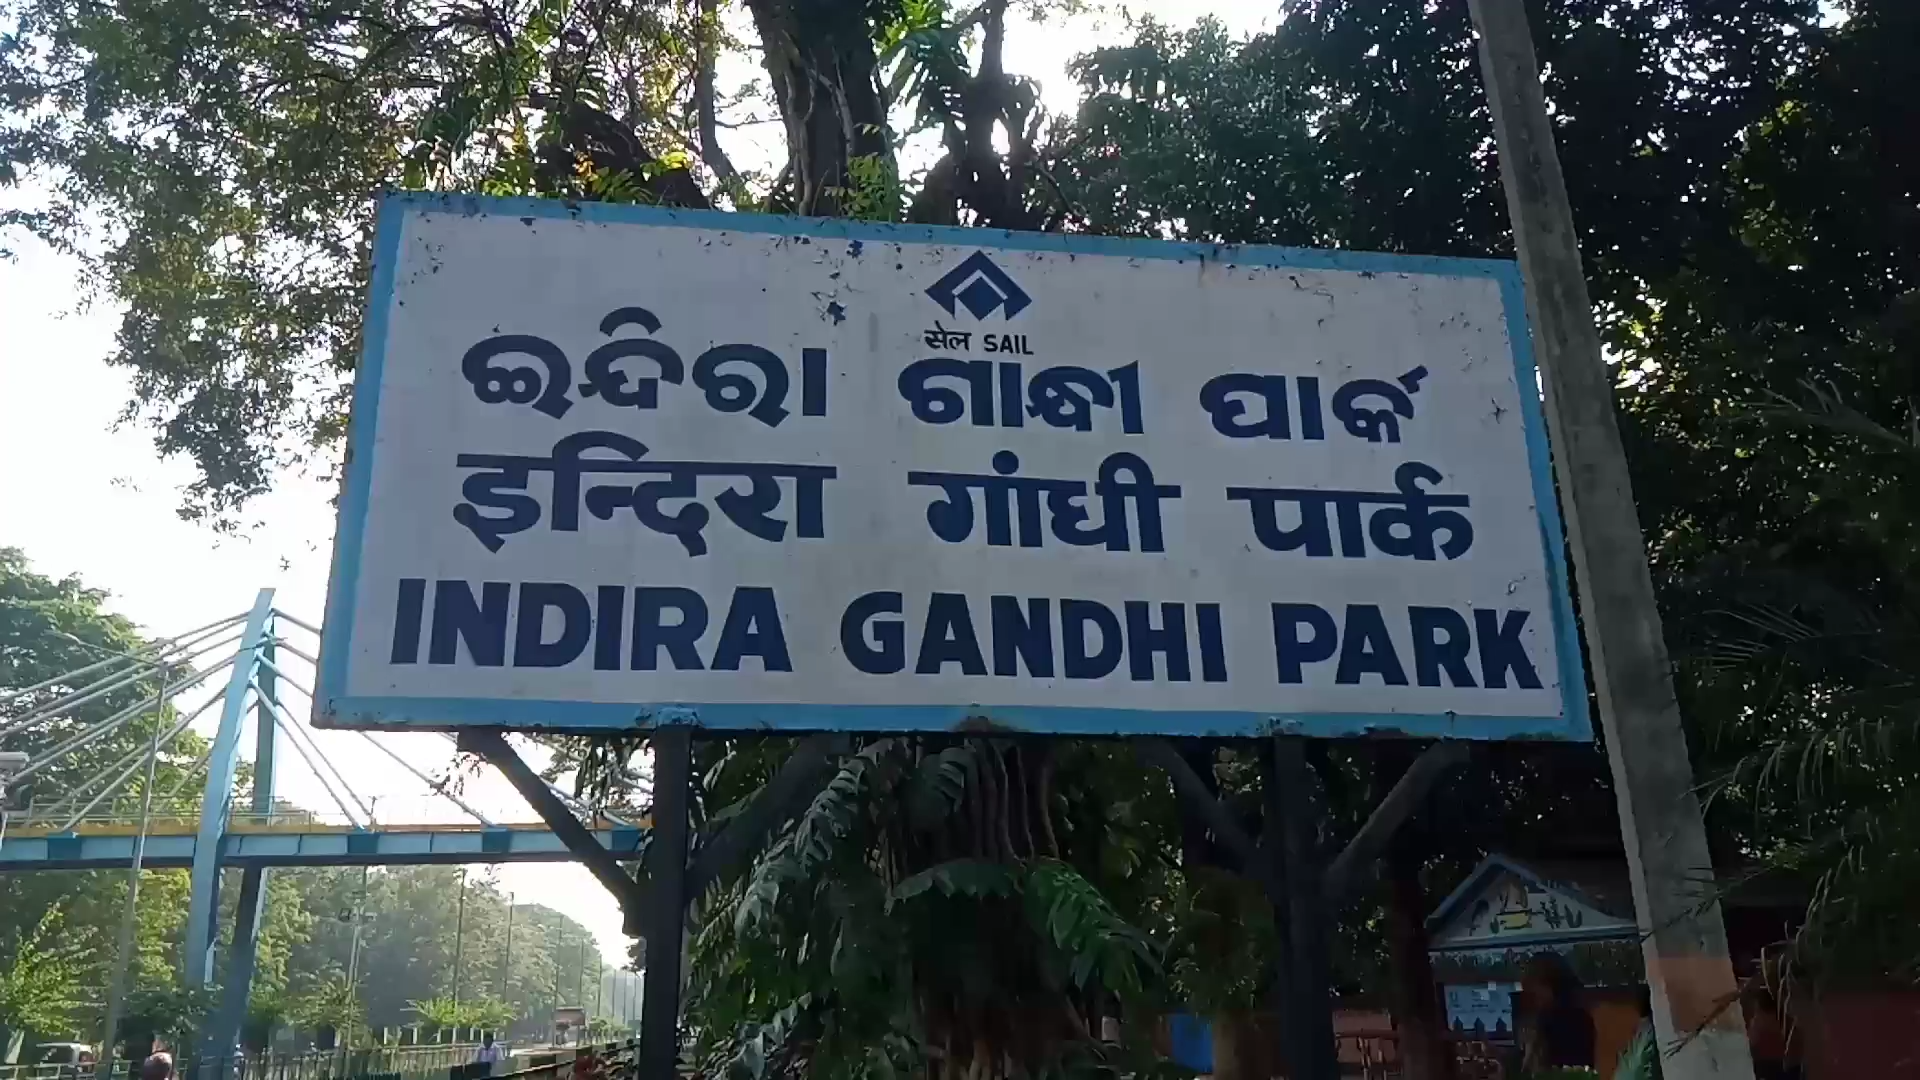 सेल SAIL
ଇନ୍ଦିରା ଗାନ୍ଧୀ ପାର୍କ
इन्दिरा गांधी पार्क
INDIRA GANDHI PARK